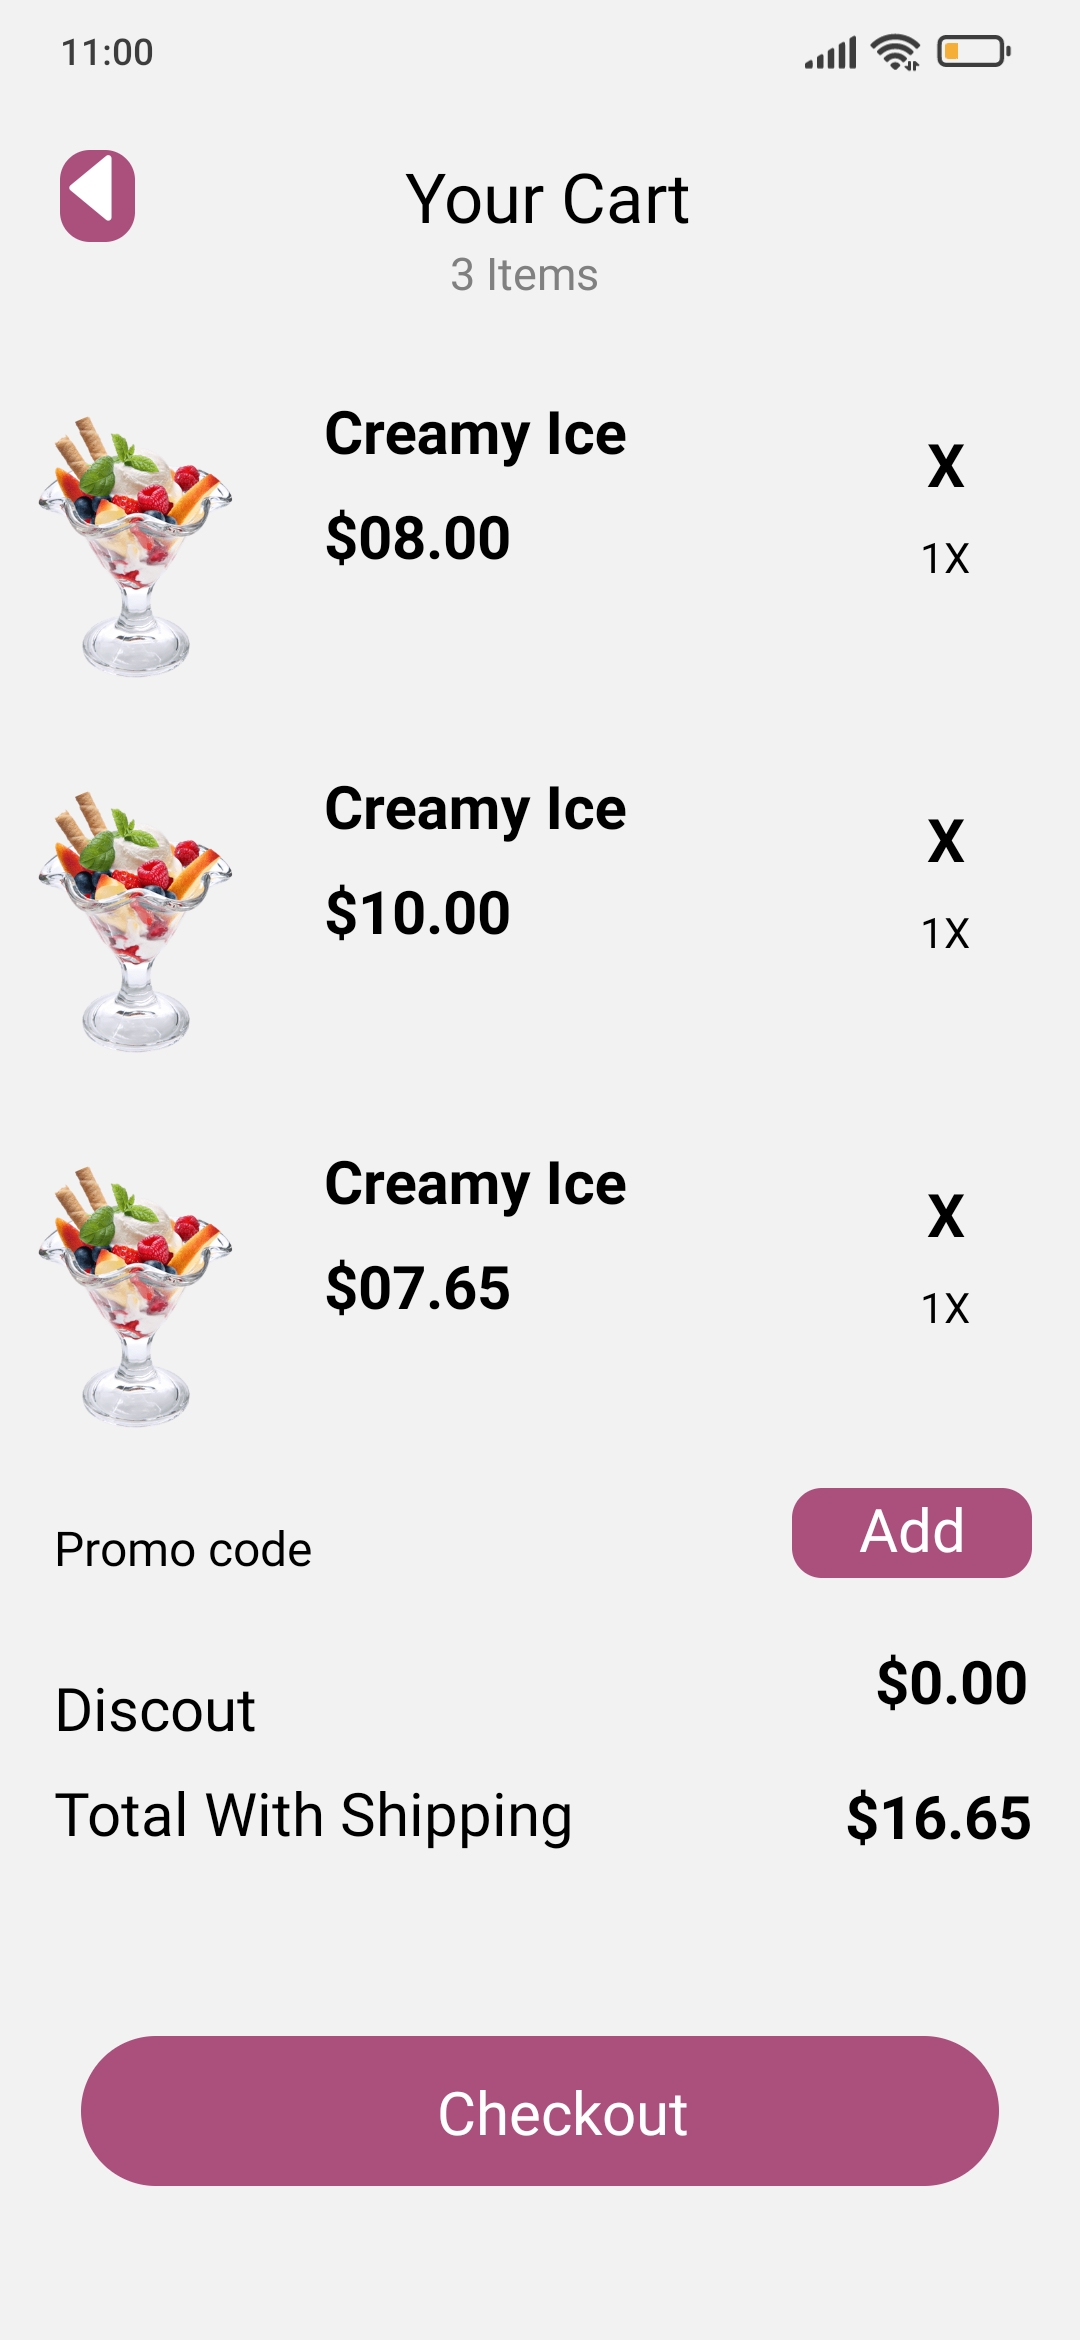 11:00
Your Cart
3 Items
Creamy Ice
X
$08.00
1X
Creamy Ice
X
$10.00
1X
Creamy Ice
X
$07.65
1X
Promo code
Add
Discout
$0.00
Total With Shipping
$16.65
Checkout